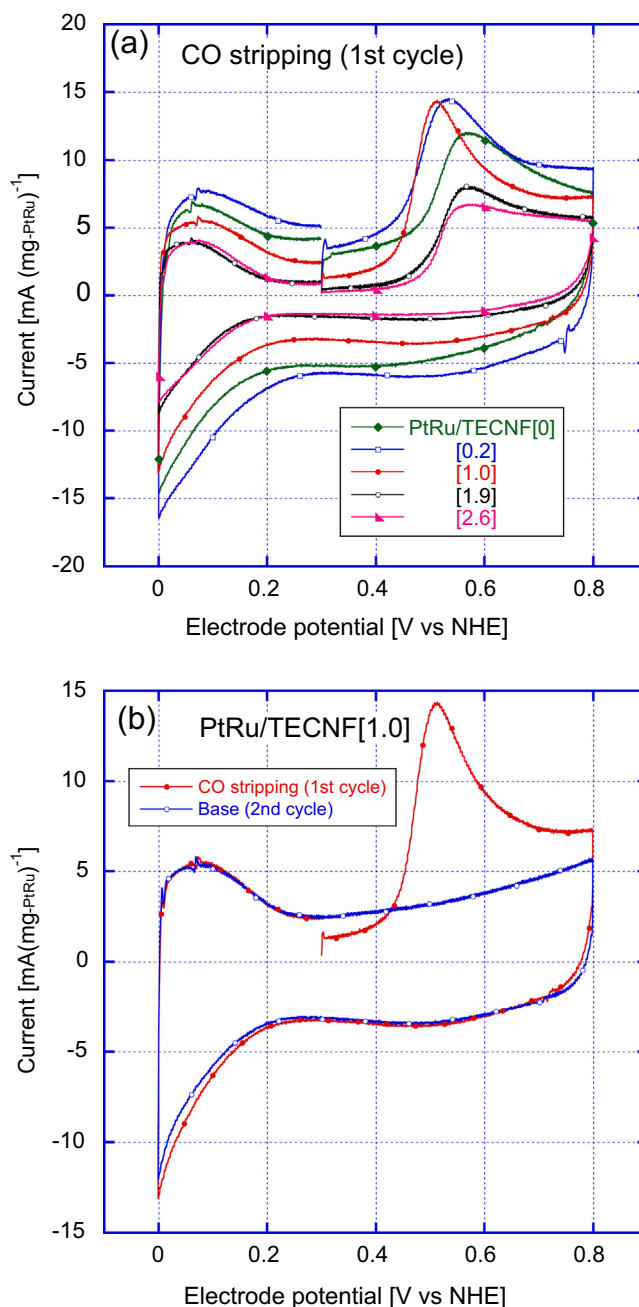 (a)
CO stripping (1st cycle)
20
15
10
5
0
-5
-10
-15
-20
Current [mA (mg-PtRu)-1]
PtRu/TECNF[0]
[0.2]
[1.0]
[1.9]
[2.6]
0 0.2 0.4 0.6 0.8
Electrode potential [V vs NHE]
(b)
PtRu/TECNF[1.0]
15
10
5
0
-5
-10
-15
Current [mA(mg-PtRu)-1]
CO stripping (1st cycle)
Base (2nd cycle)
0 0.2 0.4 0.6 0.8
Electrode potential [V vs NHE]